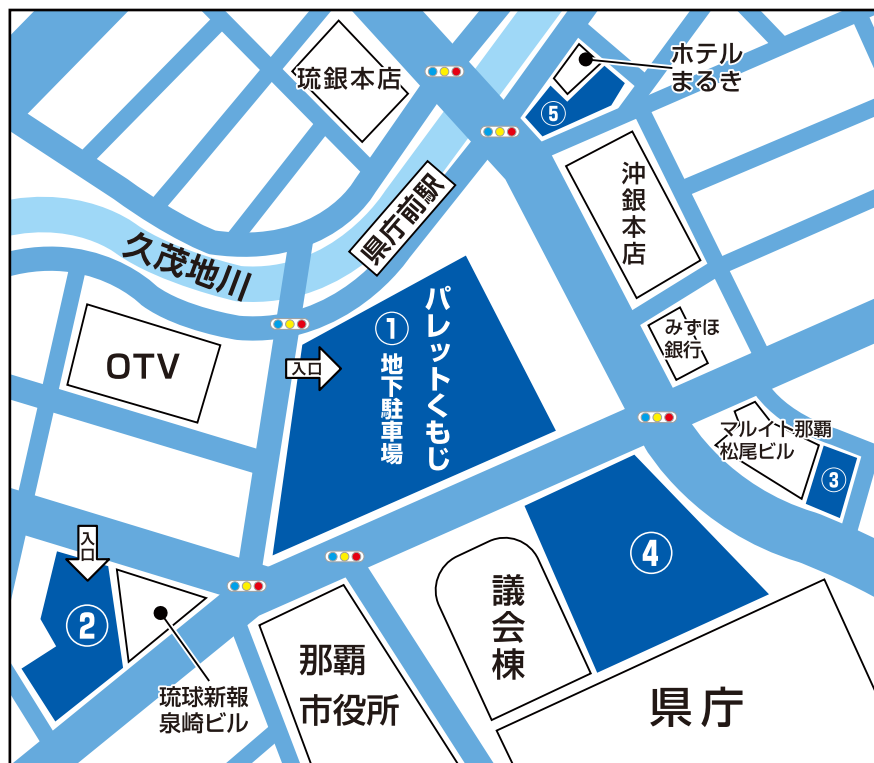 琉銀本店
ホテル
まるき
⑤
県庁前駅
沖銀本店
久茂地川
みずほ
銀行
OTV
入口
パレットくもじ
① 地下駐車場
マルイト那覇
松尾ビル
③
入口
②
④
議会棟
琉球新報
泉崎ビル
那覇
市役所
県庁